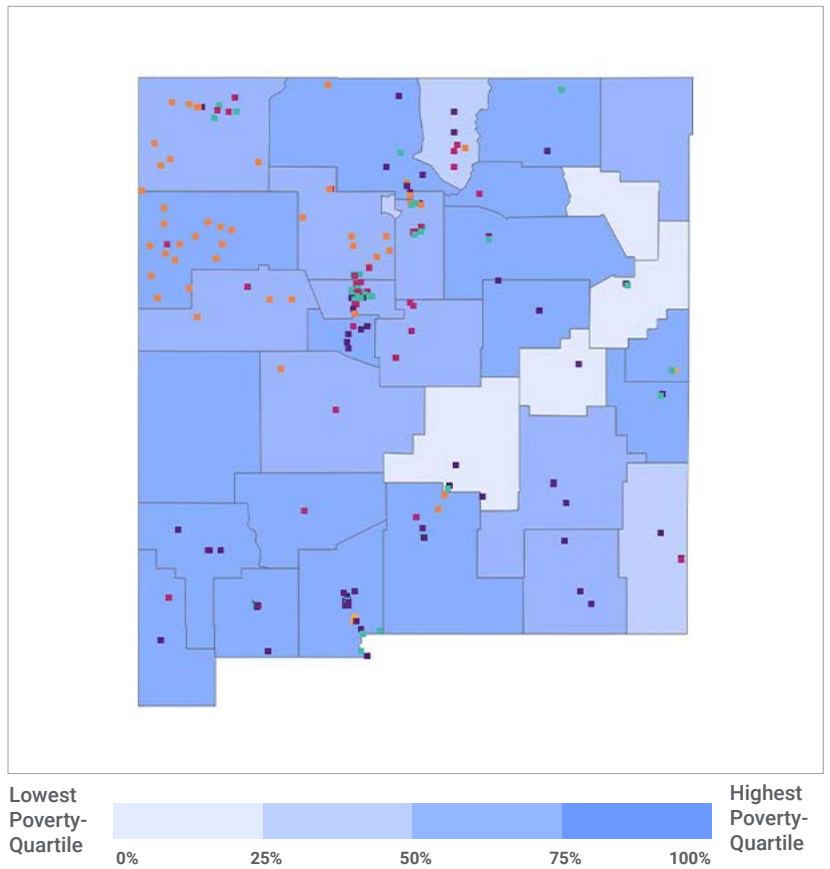 Lowest
Poverty-
Quartile
0%
25%
50%
75%
100%
Highest
Poverty-
Quartile